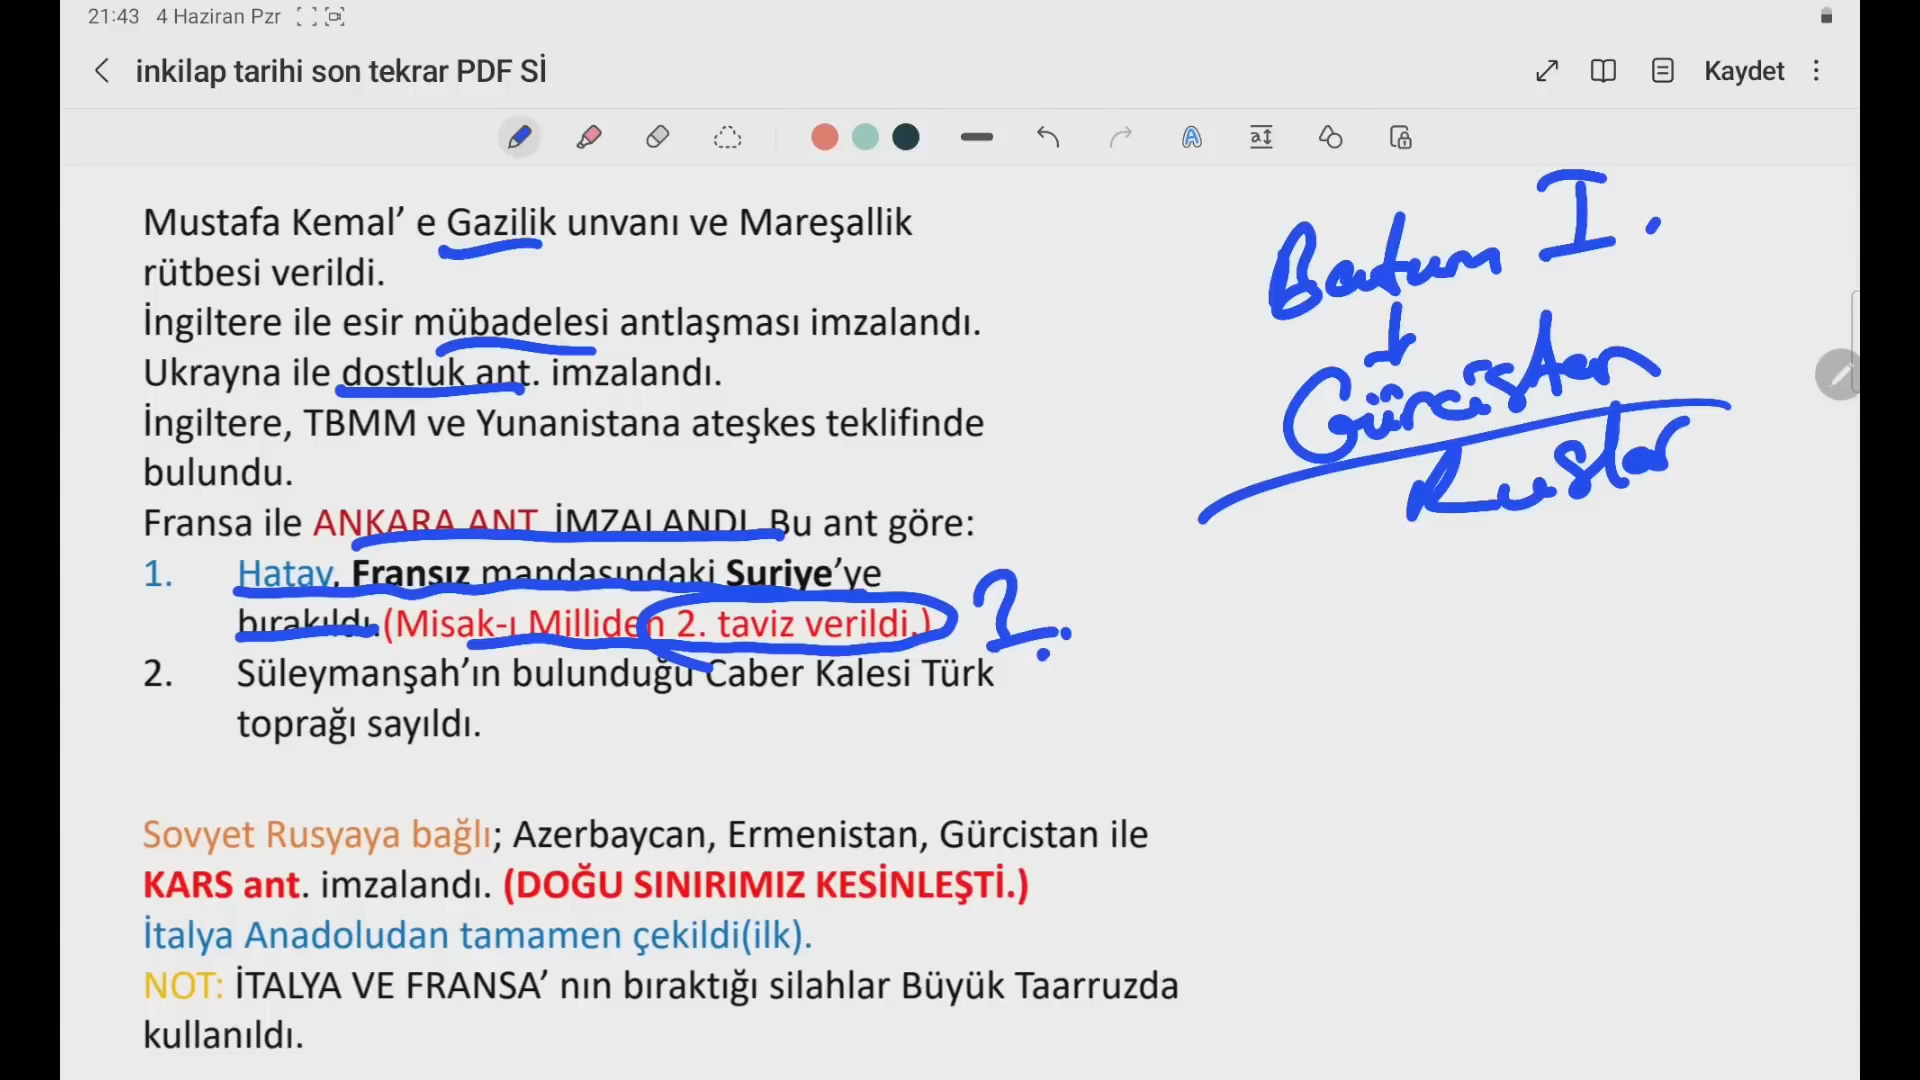 21:43 4 Haziran Pzr
inkilap tarihi son tekrar PDF Sİ
Kaydet
Mustafa Kemal’ e Gazilik unvanı ve Mareşallik
rütbesi verildi.
İngiltere ile esir mübadelesi antlaşması imzalandı.
Ukrayna ile dostluk ant. imzalandı.
İngiltere, TBMM ve Yunanistana ateşkes teklifinde
bulundu.
Fransa ile ANKARA ANT İMZALANDI. Bu ant göre:
1. Hatay, Fransız mandasındaki Suriye’ye
bırakıldı.(Misak-ı Milliden 2. taviz verildi.)
2. Süleymanşah’ın bulunduğu Caber Kalesi Türk
toprağı sayıldı.
Sovyet Rusyaya bağlı; Azerbaycan, Ermenistan, Gürcistan ile
KARS ant. imzalandı. (DOĞU SINIRIMIZ KESİNLEŞTİ.)
İtalya Anadoludan tamamen çekildi(ilk).
NOT: İTALYA VE FRANSA’ nın bıraktığı silahlar Büyük Taarruzda
kullanıldı.
Batum I.
Gürcistan
Ruslar
2.